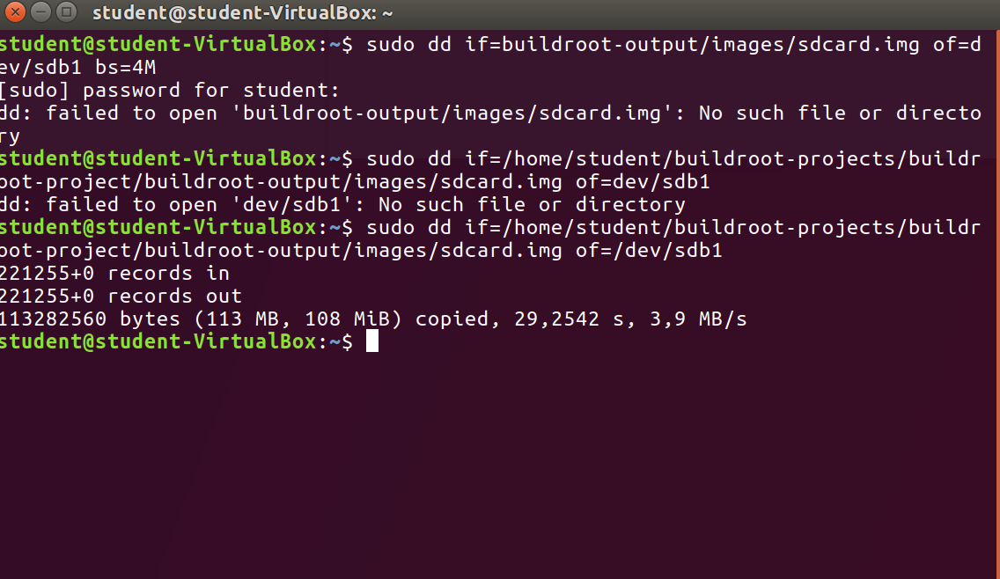 student@student-VirtualBox: ~
student@student-VirtualBox:~$ sudo dd if=buildroot-output/images/sdcard.img of=d
ev/sdb1 bs=4M
[sudo] password for student:
dd: failed to open 'buildroot-output/images/sdcard.img': No such file or directo
ry
student@student-VirtualBox:~$ sudo dd if=/home/student/buildroot-projects/buildr
oot-project/buildroot-output/images/sdcard.img of=dev/sdb1
dd: failed to open 'dev/sdb1': No such file or directory
student@student-VirtualBox:~$ sudo dd if=/home/student/buildroot-projects/buildr
oot-project/buildroot-output/images/sdcard.img of=/dev/sdb1
221255+0 records in
221255+0 records out
113282560 bytes (113 MB, 108 MiB) copied, 29,2542 s, 3,9 MB/s
student@student-VirtualBox:~$